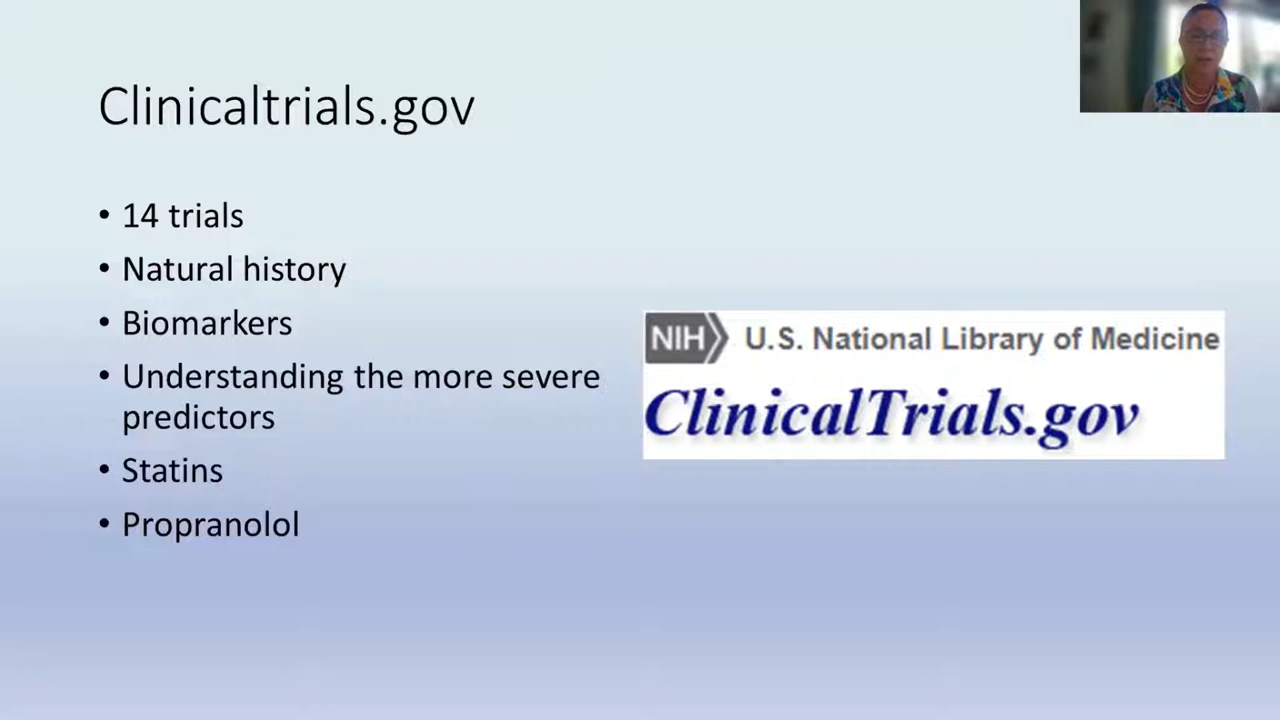 Clinicaltrials.gov
• 14 trials
• Natural history
• Biomarkers
• Understanding the more severe
predictors
• Statins
• Propranolol
NIH U.S. National Library of Medicine
ClinicalTrials.gov